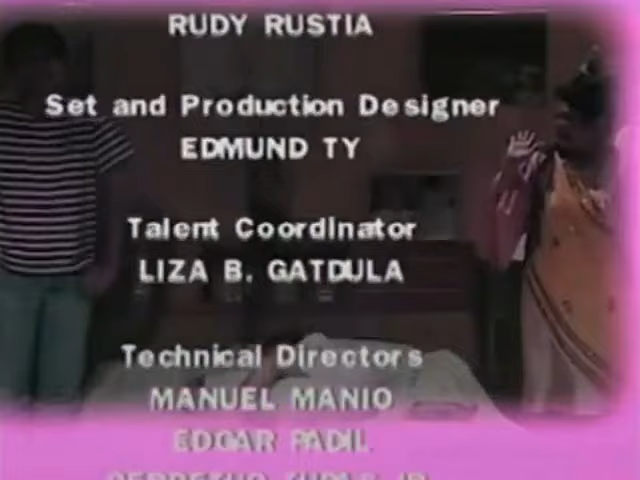 RUDY RUSTIA
Set and Production Designer
EDMUND TY
Talent Coordinator
LIZA B. GATDULA
Technical Directors
MANUEL MANIO
EDGAR PADIL